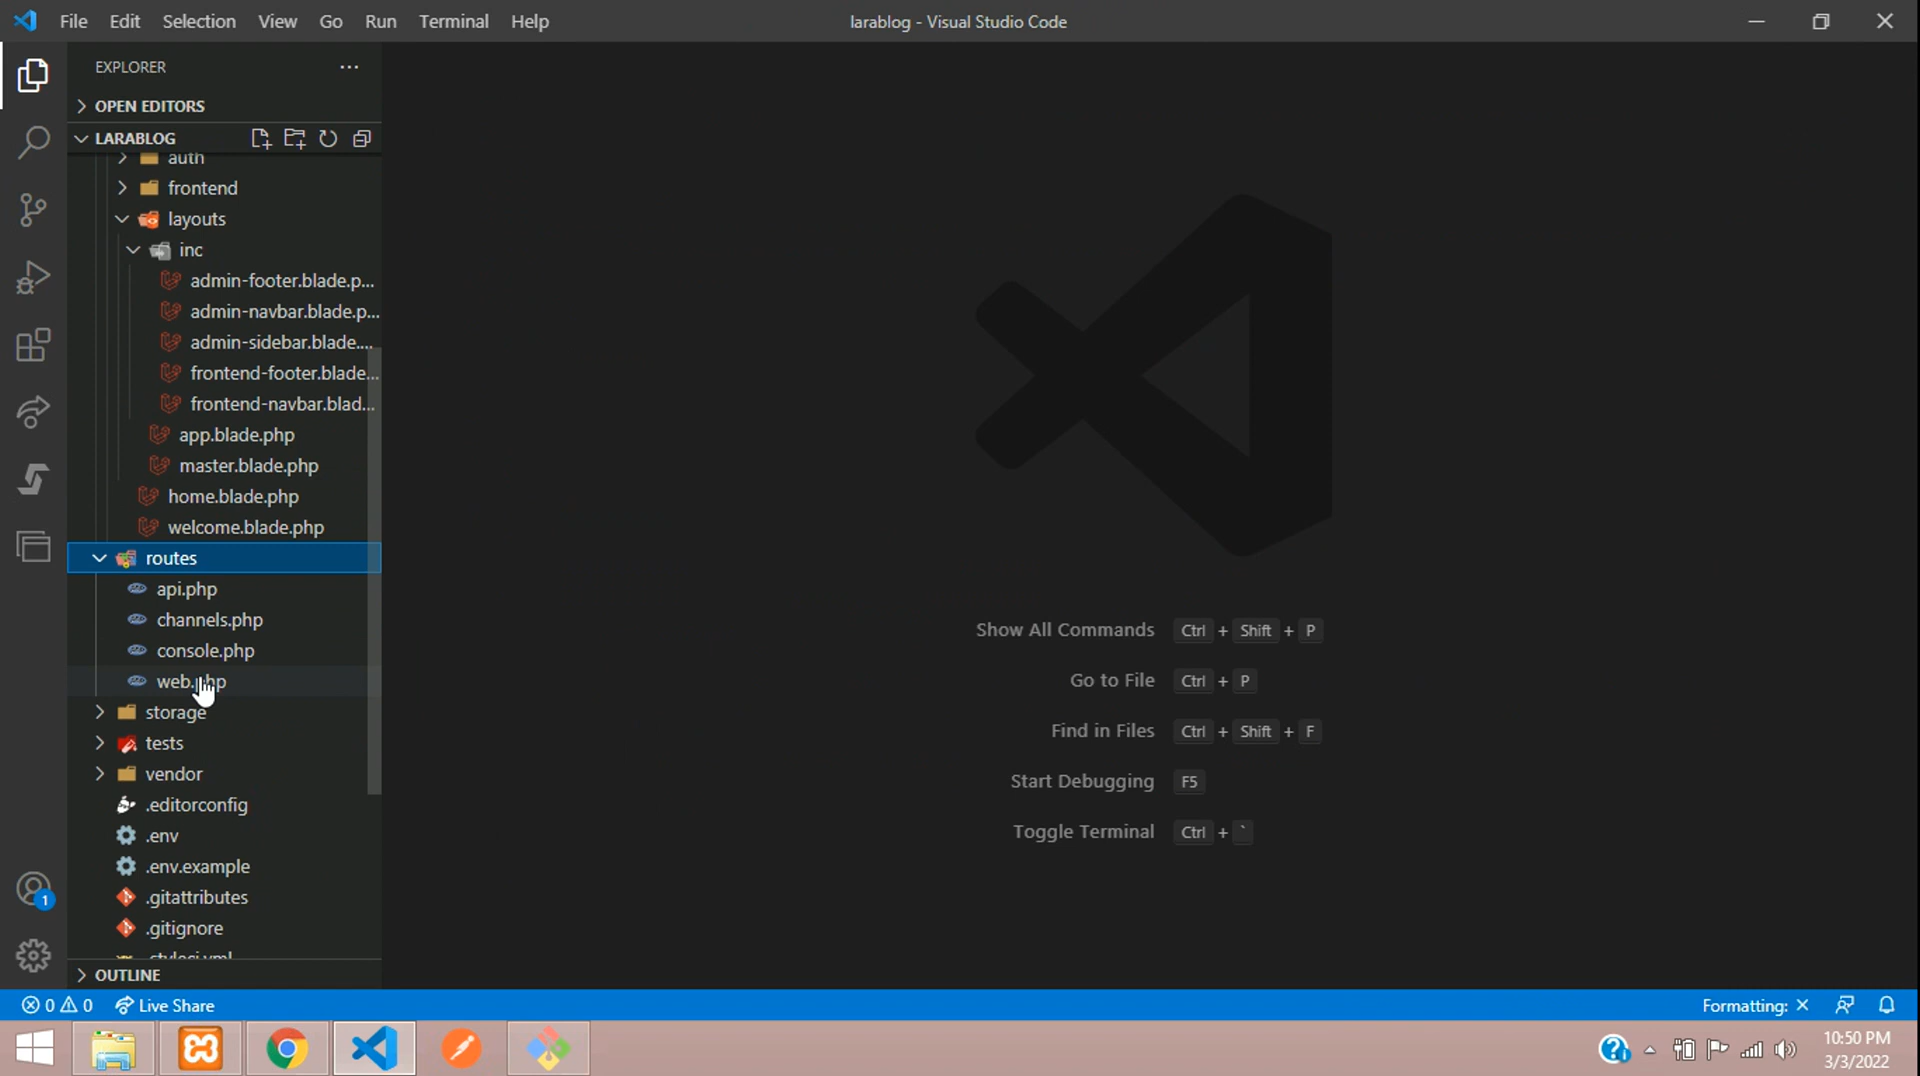 File Edit Selection View Go Run Terminal Help
larablog - Visual Studio Code
EXPLORER
OPEN EDITORS
LARABLOG
auth
frontend
layouts
inc
admin-footer.blade.p...
admin-navbar.blade.p...
admin-sidebar.blade....
frontend-footer.blade...
frontend-navbar.blad...
app.blade.php
master.blade.php
home.blade.php
welcome.blade.php
routes
api.php
channels.php
console.php
web.php
storage
tests
vendor
.editorconfig
.env
.env.example
.gitattributes
.gitignore
.styleci.yml
OUTLINE
Show All Commands Ctrl + Shift + P
Go to File Ctrl + P
Find in Files Ctrl + Shift + F
Start Debugging F5
Toggle Terminal Ctrl + `
1
0 0 Live Share
Formatting: ×
10:50 PM
3/3/2022